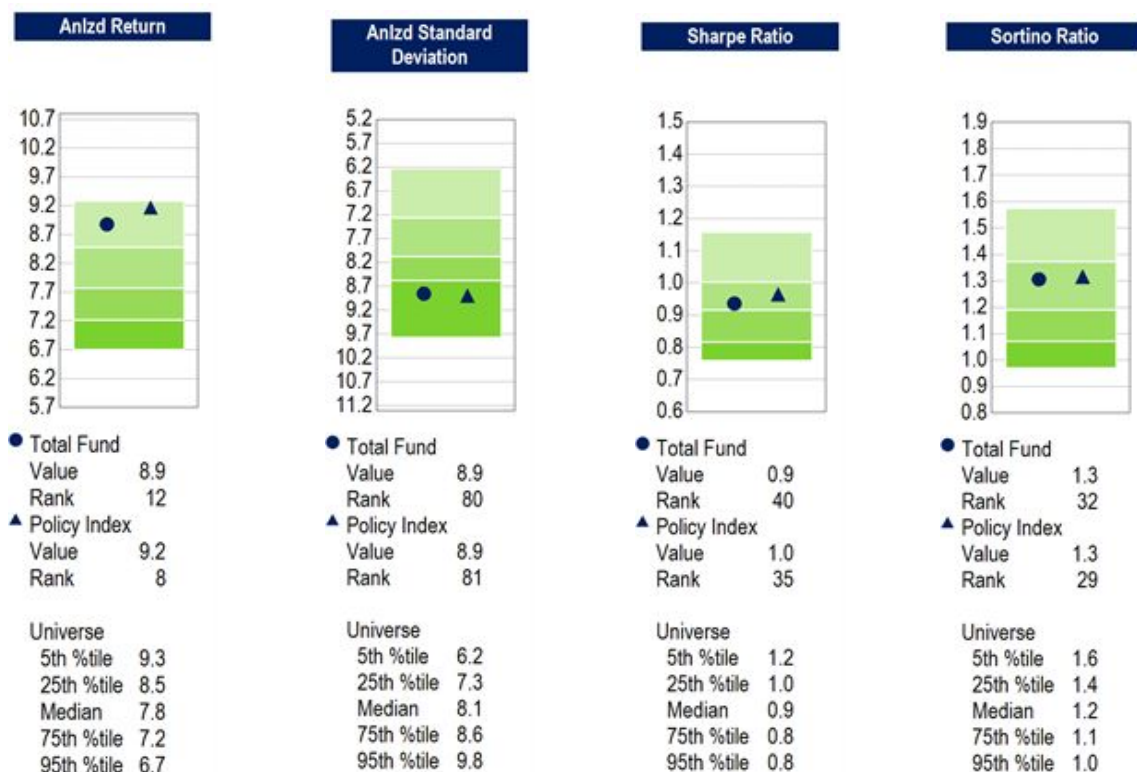 Anlzd Return
10.7
10.2
9.7
9.2
8.7
8.2
7.7
7.2
6.7
6.2
5.7
Total Fund
Value 8.9
Rank 12
Policy Index
Value 9.2
Rank 8
Universe
5th %tile 9.3
25th %tile 8.5
Median 7.8
75th %tile 7.2
95th %tile 6.7
Anlzd Standard
Deviation
5.2
5.7
6.2
6.7
7.2
7.7
8.2
8.7
9.2
9.7
10.2
10.7
11.2
Total Fund
Value 8.9
Rank 80
Policy Index
Value 8.9
Rank 81
Universe
5th %tile 6.2
25th %tile 7.3
Median 8.1
75th %tile 8.6
95th %tile 9.8
Sharpe Ratio
1.5
1.4
1.3
1.2
1.1
1.0
0.9
0.8
0.7
0.6
Total Fund
Value 0.9
Rank 40
Policy Index
Value 1.0
Rank 35
Universe
5th %tile 1.2
25th %tile 1.0
Median 0.9
75th %tile 0.8
95th %tile 0.8
Sortino Ratio
1.9
1.8
1.7
1.6
1.5
1.4
1.3
1.2
1.1
1.0
0.9
0.8
Total Fund
Value 1.3
Rank 32
Policy Index
Value 1.3
Rank 29
Universe
5th %tile 1.6
25th %tile 1.4
Median 1.2
75th %tile 1.1
95th %tile 1.0